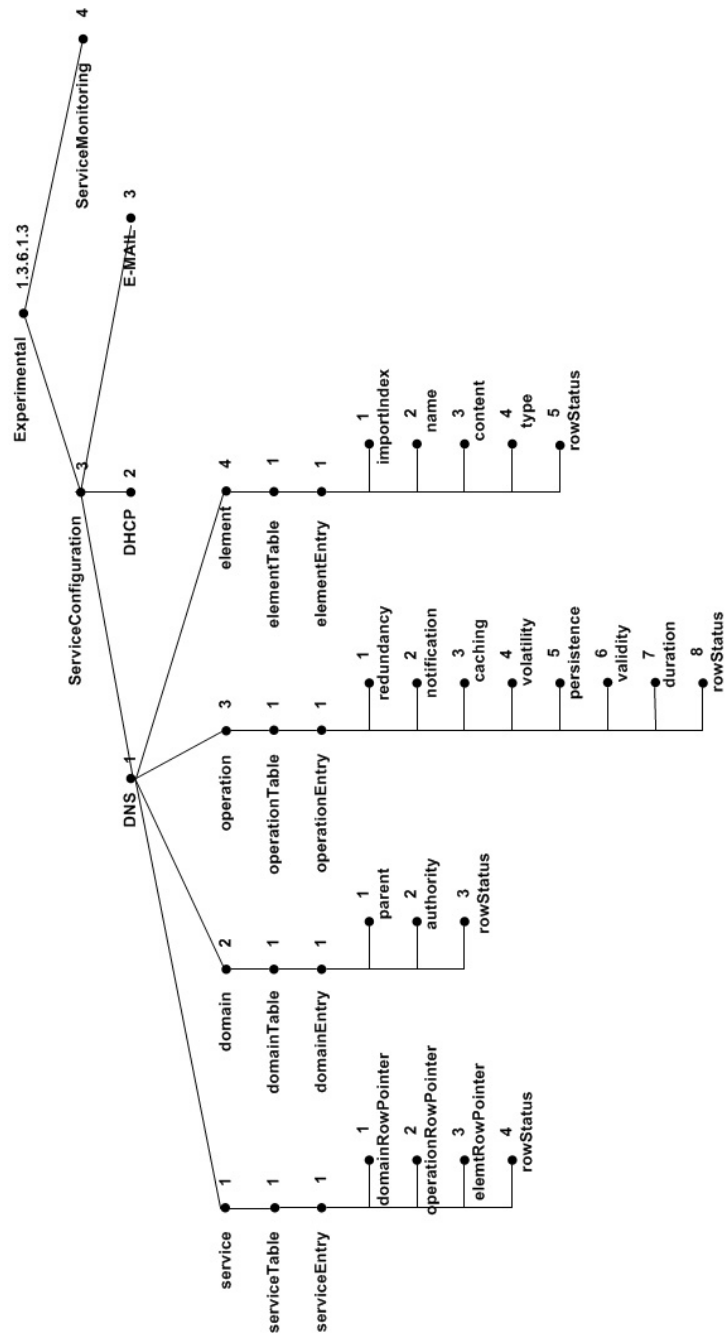 Experimental 1.3.6.1.3
ServiceConfiguration 3
ServiceMonitoring 4
DNS 1
DHCP 2
E-MAIL 3
service 1
serviceTable 1
serviceEntry 1
1
domainRowPointer
2
operationRowPointer
3
elemtRowPointer
4
rowStatus
domain 2
domainTable 1
domainEntry 1
1
parent
2
authority
3
rowStatus
operation 3
operationTable 1
operationEntry 1
1
redundancy
2
notification
3
caching
4
volatility
5
persistence
6
validity
7
duration
8
rowStatus
element 4
elementTable 1
elementEntry 1
1
importIndex
2
name
3
content
4
type
5
rowStatus